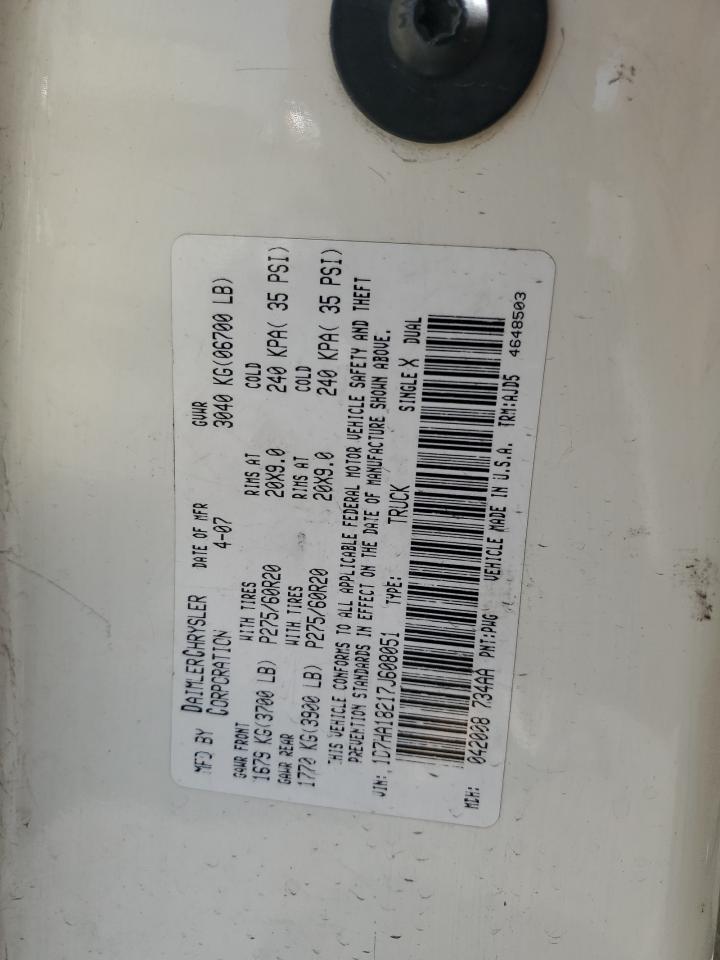 MFD BY DAIMLERCHRYSLER CORPORATION
DATE OF MFR 4-07
GVWR 3040 KG(06700 LB)
GAWR FRONT WITH TIRES RIMS AT COLD
1679 KG(3700 LB) P275/60R20 20X9.0 240 KPA( 35 PSI)
GAWR REAR WITH TIRES RIMS AT COLD
1770 KG(3900 LB) P275/60R20 20X9.0 240 KPA( 35 PSI)
THIS VEHICLE CONFORMS TO ALL APPLICABLE FEDERAL MOTOR VEHICLE SAFETY AND THEFT
PREVENTION STANDARDS IN EFFECT ON THE DATE OF MANUFACTURE SHOWN ABOVE.
VIN: 1D7HA18217J608051 TYPE: TRUCK SINGLE X DUAL
MDH: 042008 734AA PNT:PWG VEHICLE MADE IN U.S.A. TRM:AJD5 4648503